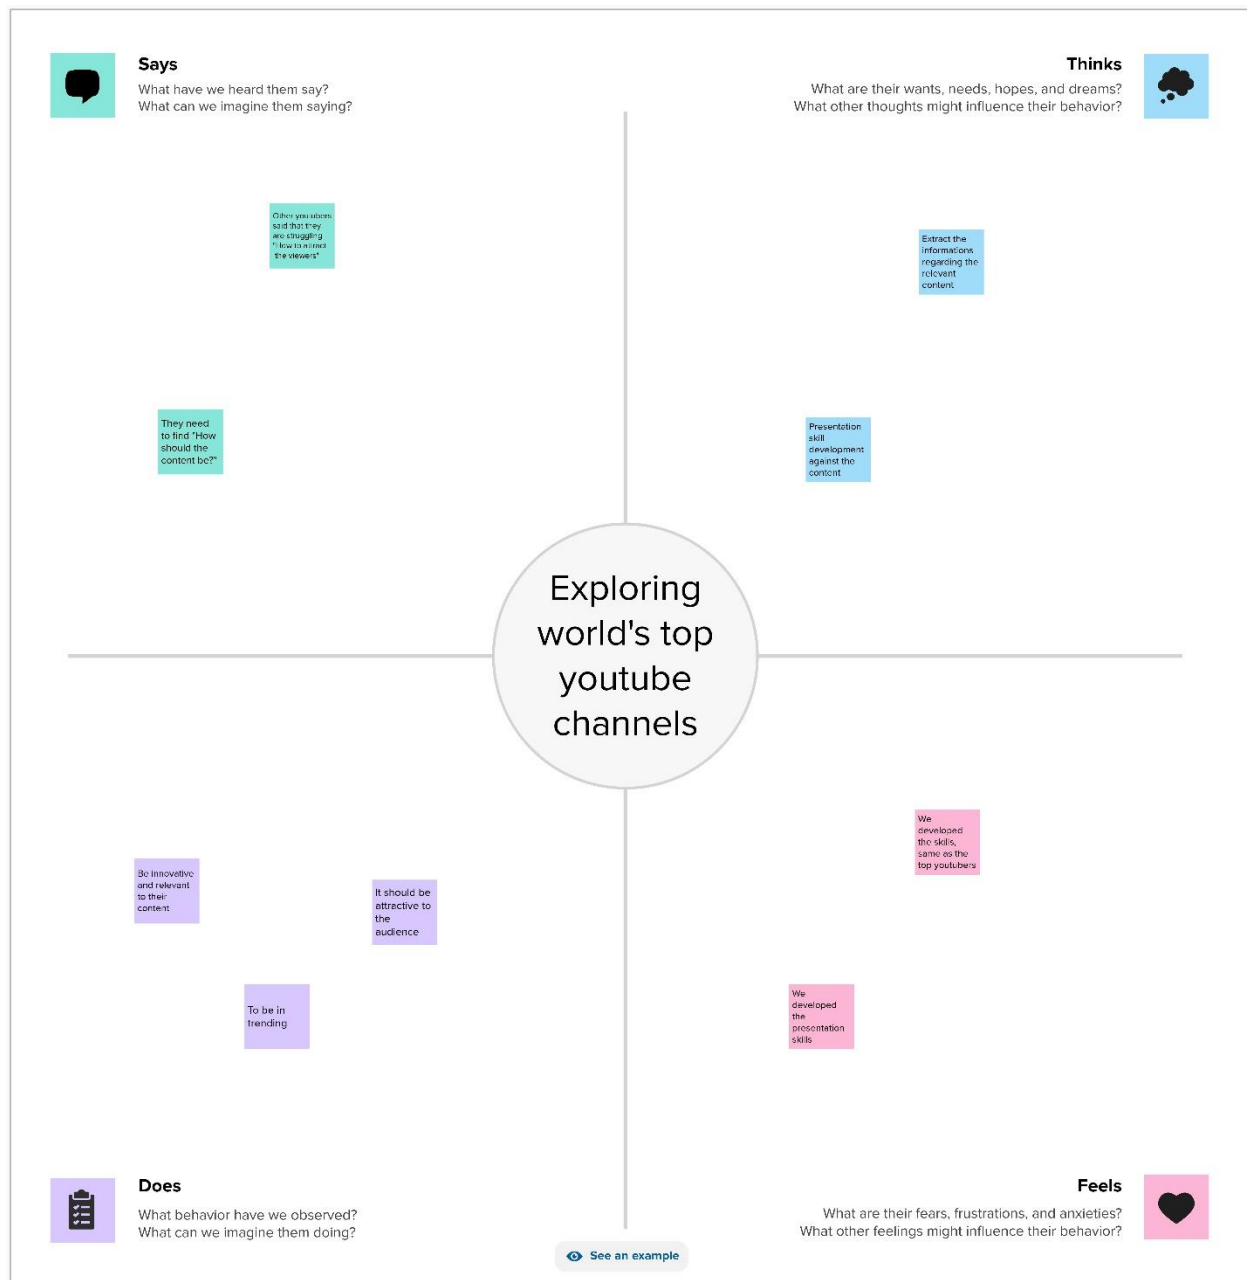 Says
What have we heard them say?
What can we imagine them saying?
Thinks
What are their wants, needs, hopes, and dreams?
What other thoughts might influence their behavior?
Other youtubers
said that they
are struggling
"How to attract
the viewers"
Extract the
informations
regarding the
relevant
content
They need
to find "How
should the
content be?"
Presentation
skill
development
against the
content
Exploring
world's top
youtube
channels
We
developed
the skills,
same as the
top youtubers
Be innovative
and relevant
to their
content
It should be
attractive to
the
audience
To be in
trending
We
developed
the
presentation
skills
Does
What behavior have we observed?
What can we imagine them doing?
Feels
What are their fears, frustrations, and anxieties?
What other feelings might influence their behavior?
See an example